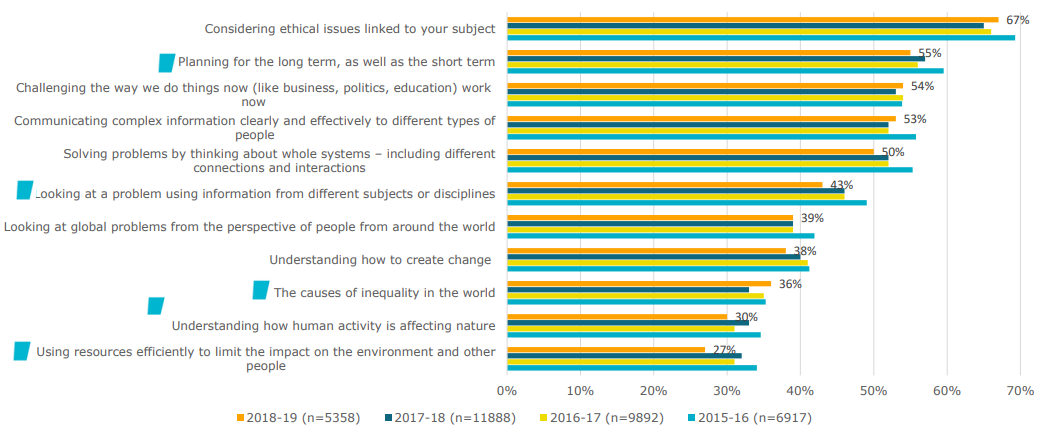 Considering ethical issues linked to your subject
67%
Planning for the long term, as well as the short term
55%
Challenging the way we do things now (like business, politics, education) work
now
54%
Communicating complex information clearly and effectively to different types of
people
53%
Solving problems by thinking about whole systems – including different
connections and interactions
50%
Looking at a problem using information from different subjects or disciplines
43%
Looking at global problems from the perspective of people from around the world
39%
Understanding how to create change
38%
The causes of inequality in the world
36%
Understanding how human activity is affecting nature
30%
Using resources efficiently to limit the impact on the environment and other
people
27%
0% 10% 20% 30% 40% 50% 60% 70%
2018-19 (n=5358) 2017-18 (n=11888) 2016-17 (n=9892) 2015-16 (n=6917)